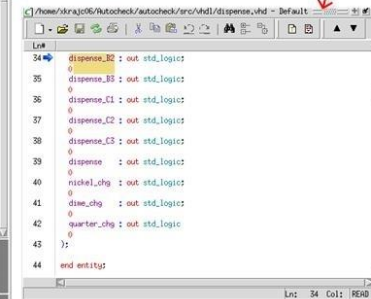 /home/xkrajc06/Autocheck/autocheck/src/vhdl/dispense.vhd - Default
Ln#
34 dispense_B2 : out std_logic;
0
35 dispense_B3 : out std_logic;
0
36 dispense_C1 : out std_logic;
0
37 dispense_C2 : out std_logic;
0
38 dispense_C3 : out std_logic;
0
39 dispense : out std_logic;
0
40 nickel_chg : out std_logic;
0
41 dime_chg : out std_logic;
0
42 quarter_chg : out std_logic
0
43 );
44 end entity;
Ln: 34 Col: READ